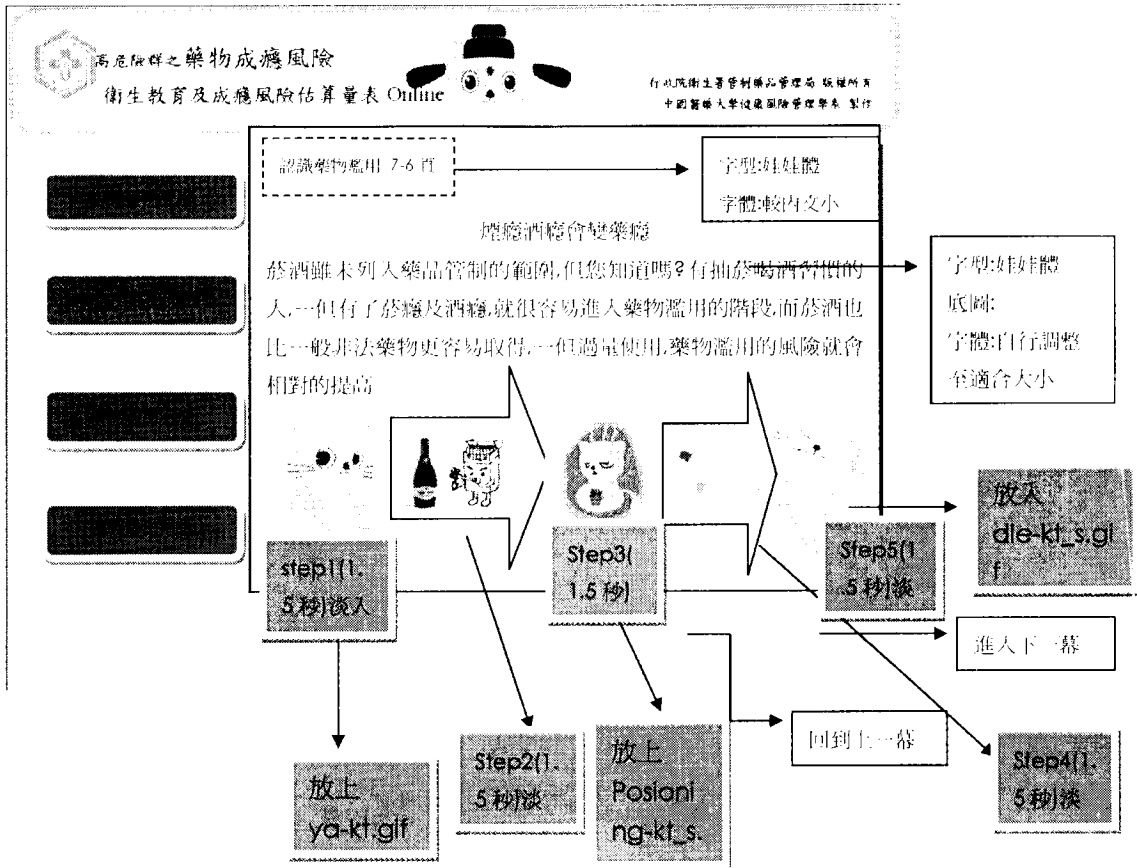 高危險群之藥物成癮風險
衛生教育及成癮風險估算量表 Online
行政院衛生署管制藥品管理局 版權所有
中國醫藥大學健康風險管理學系 製作
認識藥物濫用 7-6 頁
字型:娃娃體
字體:較內文小
煙癮酒癮會變藥癮
菸酒雖未列入藥品管制的範圍,但您知道嗎?有抽菸喝酒習慣的
人,一但有了菸癮及酒癮,就很容易進入藥物濫用的階段,而菸酒也
比一般非法藥物更容易取得,一但過量使用,藥物濫用的風險就會
相對的提高
字型:娃娃體
底圖:
字體:自行調整
至適合大小
step1(1.
5 秒)淡入
Step3(
1.5 秒)
Step5(1
.5 秒)淡
放入
die-kt_s.gi
f
進入下一幕
回到上一幕
放上
ya-kt.gif
Step2(1.
5 秒)淡
放上
Posiani
ng-kt_s.
Step4(1.
5 秒)淡